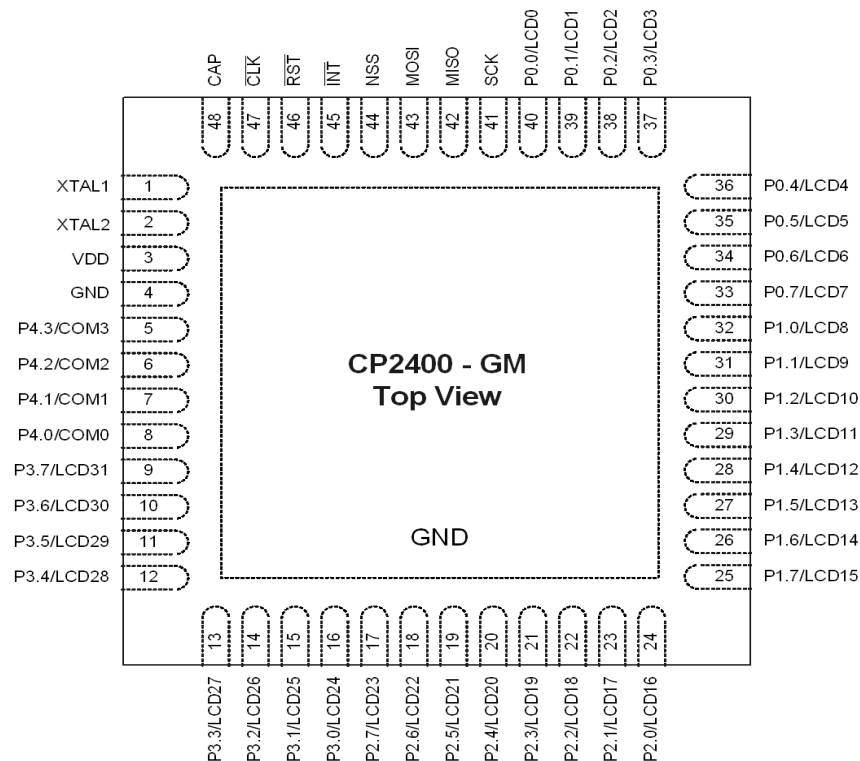 CAP
CLK
RST
INT
NSS
MOSI
MISO
SCK
P0.0/LCD0
P0.1/LCD1
P0.2/LCD2
P0.3/LCD3
48
47
46
45
44
43
42
41
40
39
38
37
XTAL1 1
XTAL2 2
VDD 3
GND 4
P4.3/COM3 5
P4.2/COM2 6
P4.1/COM1 7
P4.0/COM0 8
P3.7/LCD31 9
P3.6/LCD30 10
P3.5/LCD29 11
P3.4/LCD28 12
CP2400 - GM
Top View
GND
36 P0.4/LCD4
35 P0.5/LCD5
34 P0.6/LCD6
33 P0.7/LCD7
32 P1.0/LCD8
31 P1.1/LCD9
30 P1.2/LCD10
29 P1.3/LCD11
28 P1.4/LCD12
27 P1.5/LCD13
26 P1.6/LCD14
25 P1.7/LCD15
13
14
15
16
17
18
19
20
21
22
23
24
P3.3/LCD27
P3.2/LCD26
P3.1/LCD25
P3.0/LCD24
P2.7/LCD23
P2.6/LCD22
P2.5/LCD21
P2.4/LCD20
P2.3/LCD19
P2.2/LCD18
P2.1/LCD17
P2.0/LCD16